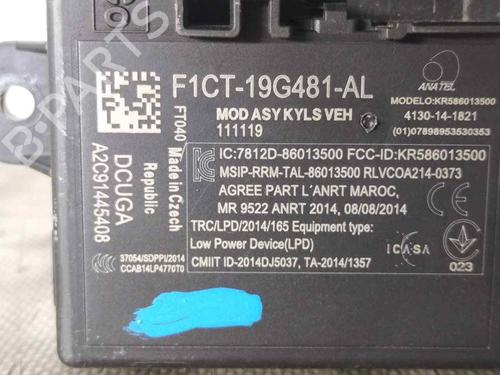 F1CT-19G481-AL
MOD ASY KYLS VEH
111119
FT040
Made in Czech
Republic
DCUGA
A2C91445408
ANATEL
MODELO:KR586013500
4130-14-1821
(01)07898953530353
IC:7812D-86013500 FCC-ID:KR586013500
MSIP-RRM-TAL-86013500 RLVCOA214-0373
AGREE PART L'ANRT MAROC,
MR 9522 ANRT 2014, 08/08/2014
TRC/LPD/2014/165 Equipment type:
Low Power Device(LPD)
CMIIT ID-2014DJ5037, TA-2014/1357
ICASA
023
37054/SDPPI/2014
CCAB14LP4770T0